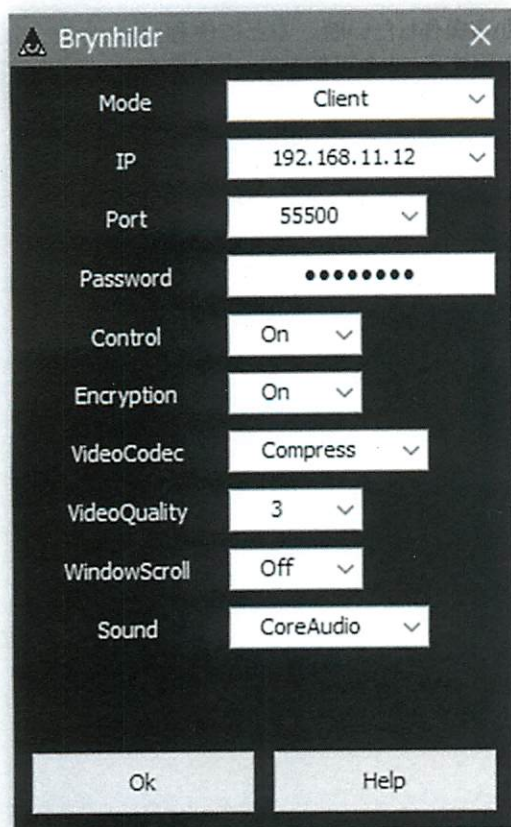 Brynhildr
Mode Client
IP 192.168.11.12
Port 55500
Password ••••••••
Control On
Encryption On
VideoCodec Compress
VideoQuality 3
WindowScroll Off
Sound CoreAudio
Ok Help